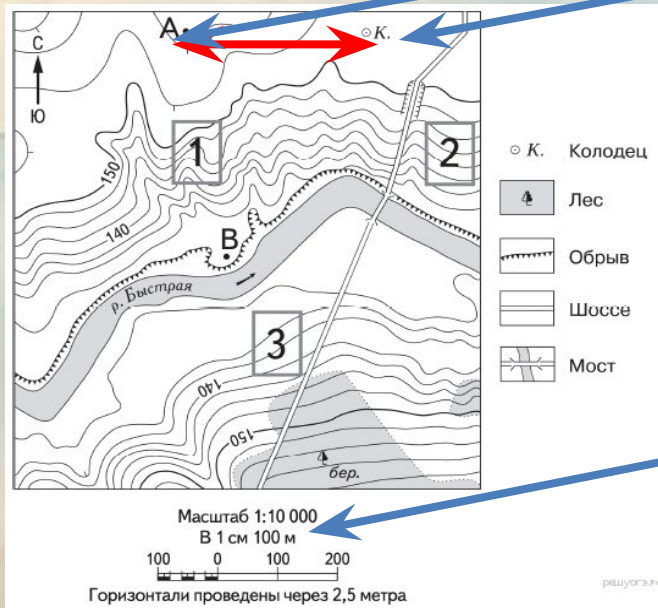 А К.
С
Ю
1 2
150
140
В
р. Быстрая
3
140
150
бер.
К. Колодец
Лес
Обрыв
Шоссе
Мост
Масштаб 1:10 000
В 1 см 100 м
100 0 100 200
Горизонтали проведены через 2,5 метра